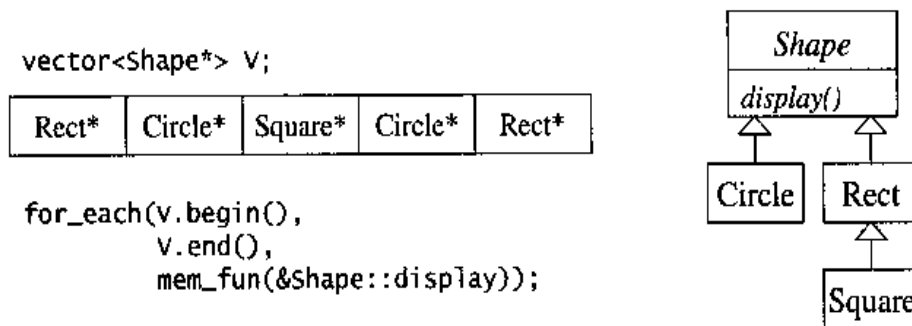 vector<Shape*> V;
Rect* Circle* Square* Circle* Rect*
for_each(V.begin(),
V.end(),
mem_fun(&Shape::display));
Shape
display()
Circle Rect
Square